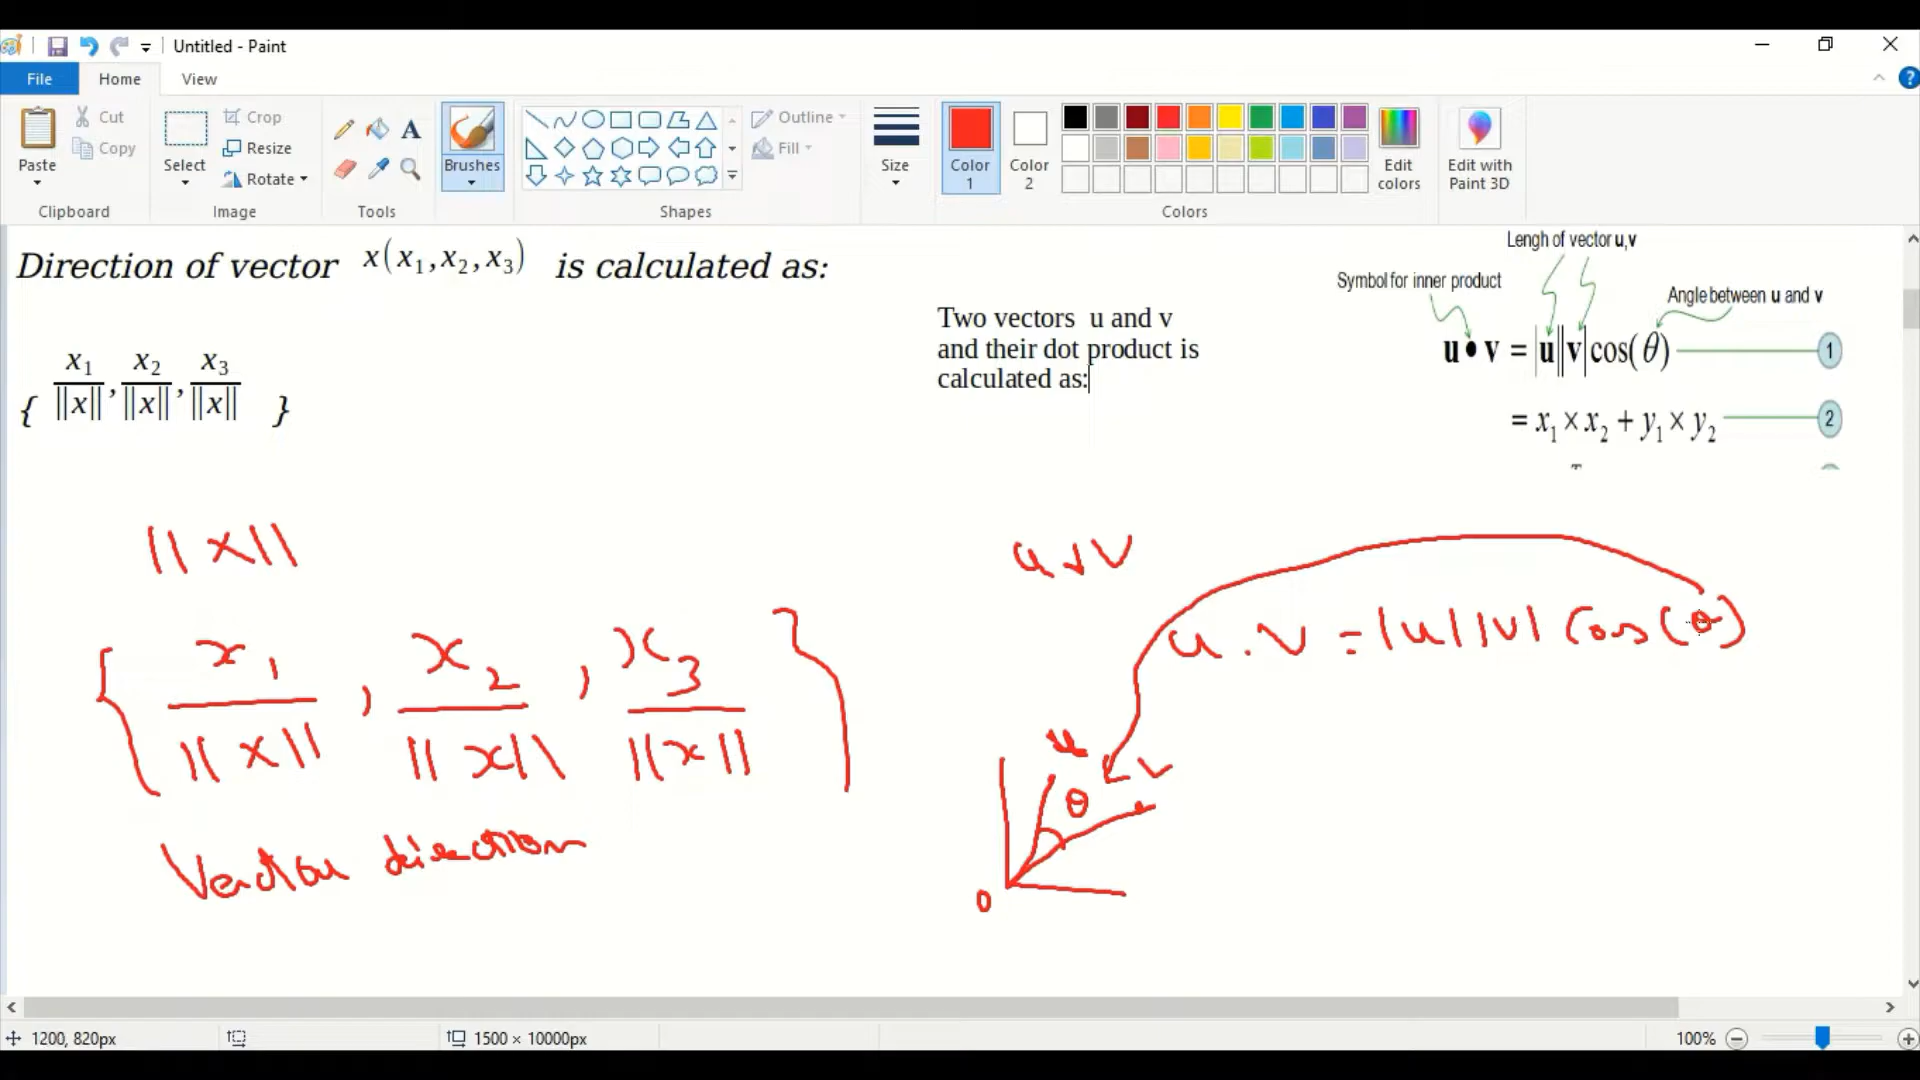 Untitled - Paint
File Home View
Paste Cut Copy Clipboard
Select Crop Resize Rotate Image
Tools
Brushes
Shapes Outline Fill
Size
Color 1 Color 2
Edit colors
Colors
Edit with Paint 3D
Direction of vector x(x₁,x₂,x₃) is calculated as:
{ x₁/||x||, x₂/||x||, x₃/||x|| }
Two vectors u and v
and their dot product is
calculated as:
Lengh of vector u,v
Symbol for inner product
Angle between u and v
u•v = |u||v|cos(θ) 1
= x₁×x₂+y₁×y₂ 2
||x||
{ x₁/||x|| , x₂/||x|| , x₃/||x|| }
Vector direction
u v
u.v = |u||v| Cos(θ)
u
v
θ
0
1200, 820px 1500 × 10000px 100%